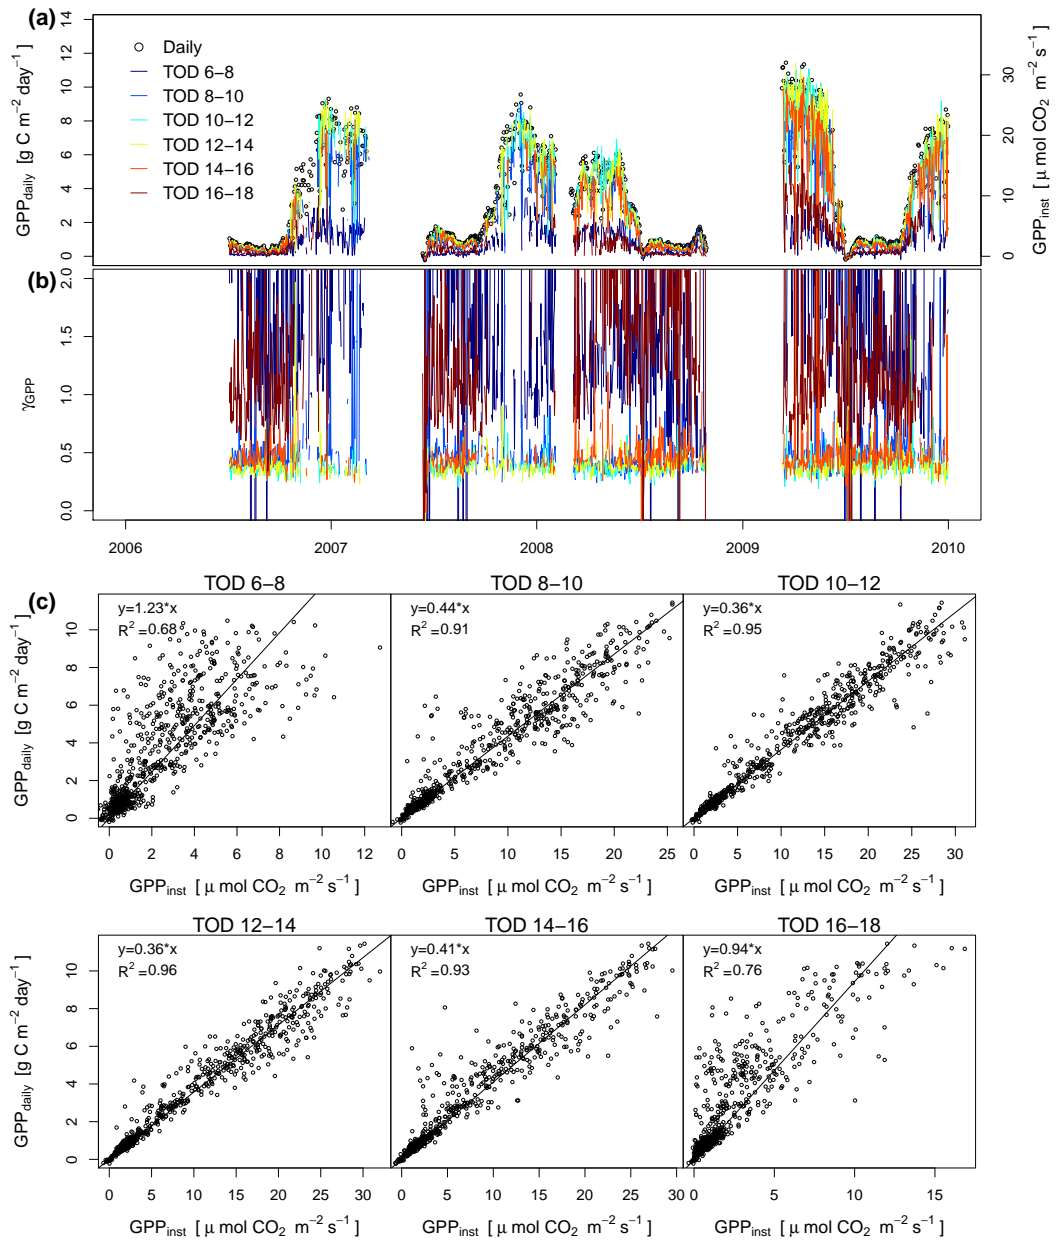 (a)
14
12
10
8
6
4
2
0
GPPdaily [g C m−2 day−1]
Daily
TOD 6−8
TOD 8−10
TOD 10−12
TOD 12−14
TOD 14−16
TOD 16−18
30
20
10
0
GPPinst [μ mol CO2 m−2 s−1]
(b)
2.0
1.5
1.0
0.5
0.0
γGPP
2006 2007 2008 2009 2010
(c)
TOD 6−8 TOD 8−10 TOD 10−12
y=1.23*x y=0.44*x y=0.36*x
R2=0.68 R2=0.91 R2=0.95
10
8
6
4
2
0
GPPdaily [g C m−2 day−1]
0 2 4 6 8 10 12 0 5 10 15 20 25 0 5 10 15 20 25 30
GPPinst [μ mol CO2 m−2 s−1] GPPinst [μ mol CO2 m−2 s−1] GPPinst [μ mol CO2 m−2 s−1]
TOD 12−14 TOD 14−16 TOD 16−18
y=0.36*x y=0.41*x y=0.94*x
R2=0.96 R2=0.93 R2=0.76
10
8
6
4
2
0
GPPdaily [g C m−2 day−1]
0 5 10 15 20 25 30 0 5 10 15 20 25 30 0 5 10 15
GPPinst [μ mol CO2 m−2 s−1] GPPinst [μ mol CO2 m−2 s−1] GPPinst [μ mol CO2 m−2 s−1]